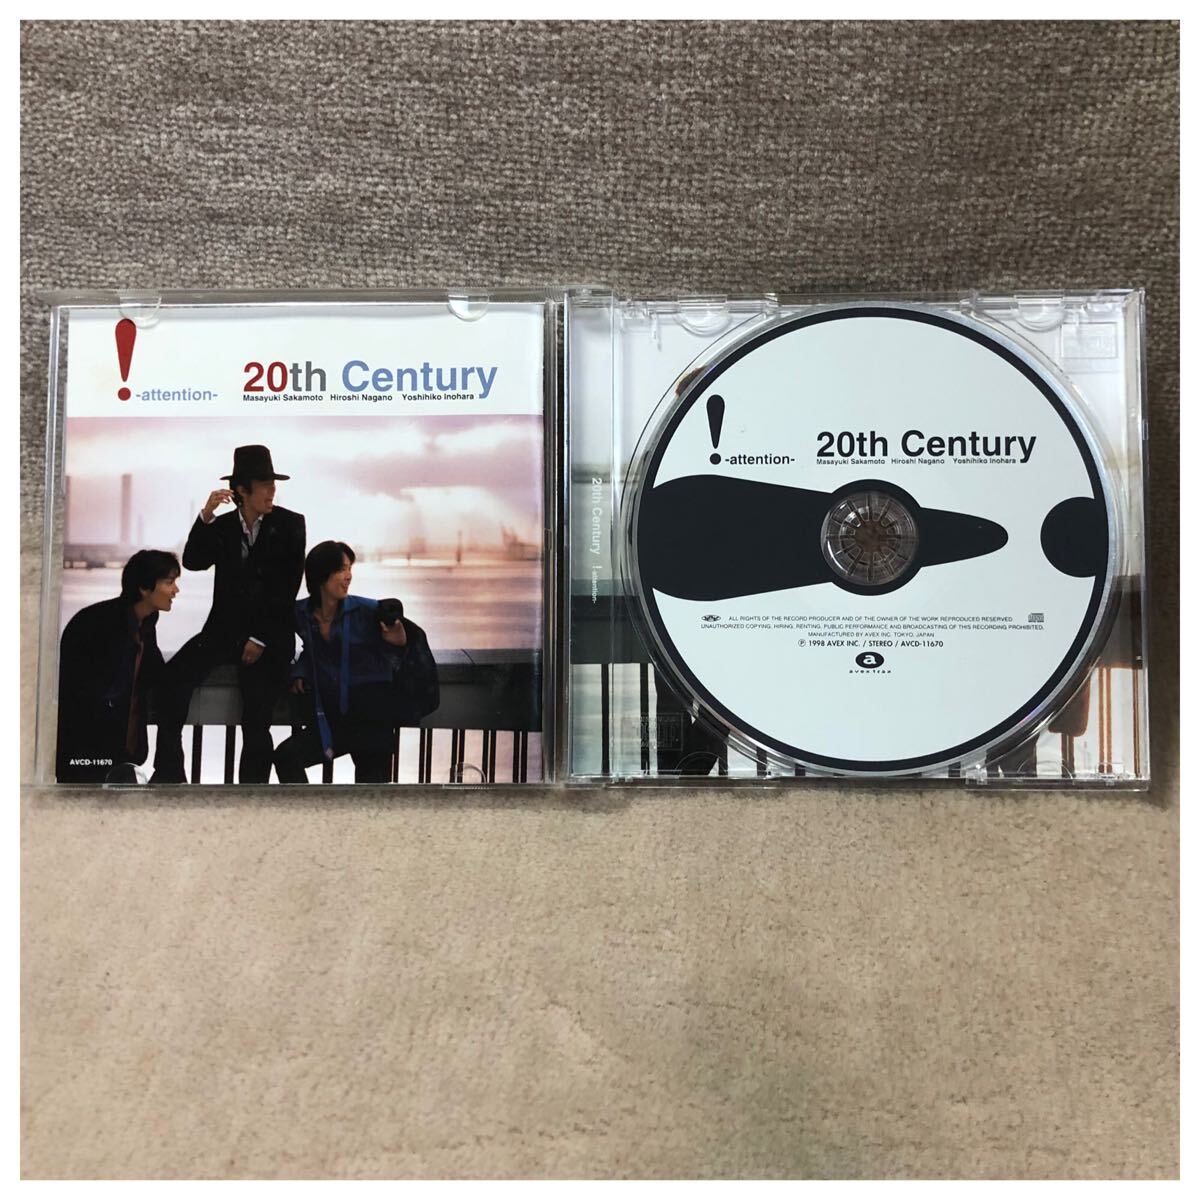 ! -attention-
20th Century
Masayuki Sakamoto Hiroshi Nagano Yoshihiko Inohara
AVCD-11670
20th Century ! -attention-
! -attention-
20th Century
Masayuki Sakamoto Hiroshi Nagano Yoshihiko Inohara
ALL RIGHTS OF THE RECORD PRODUCER AND OF THE OWNER OF THE WORK REPRODUCED RESERVED.
UNAUTHORIZED COPYING, HIRING, RENTING, PUBLIC PERFORMANCE AND BROADCASTING OF THIS RECORDING PROHIBITED.
MANUFACTURED BY AVEX INC. TOKYO, JAPAN
Ⓟ 1998 AVEX INC. / STEREO / AVCD-11670
a
avex trax